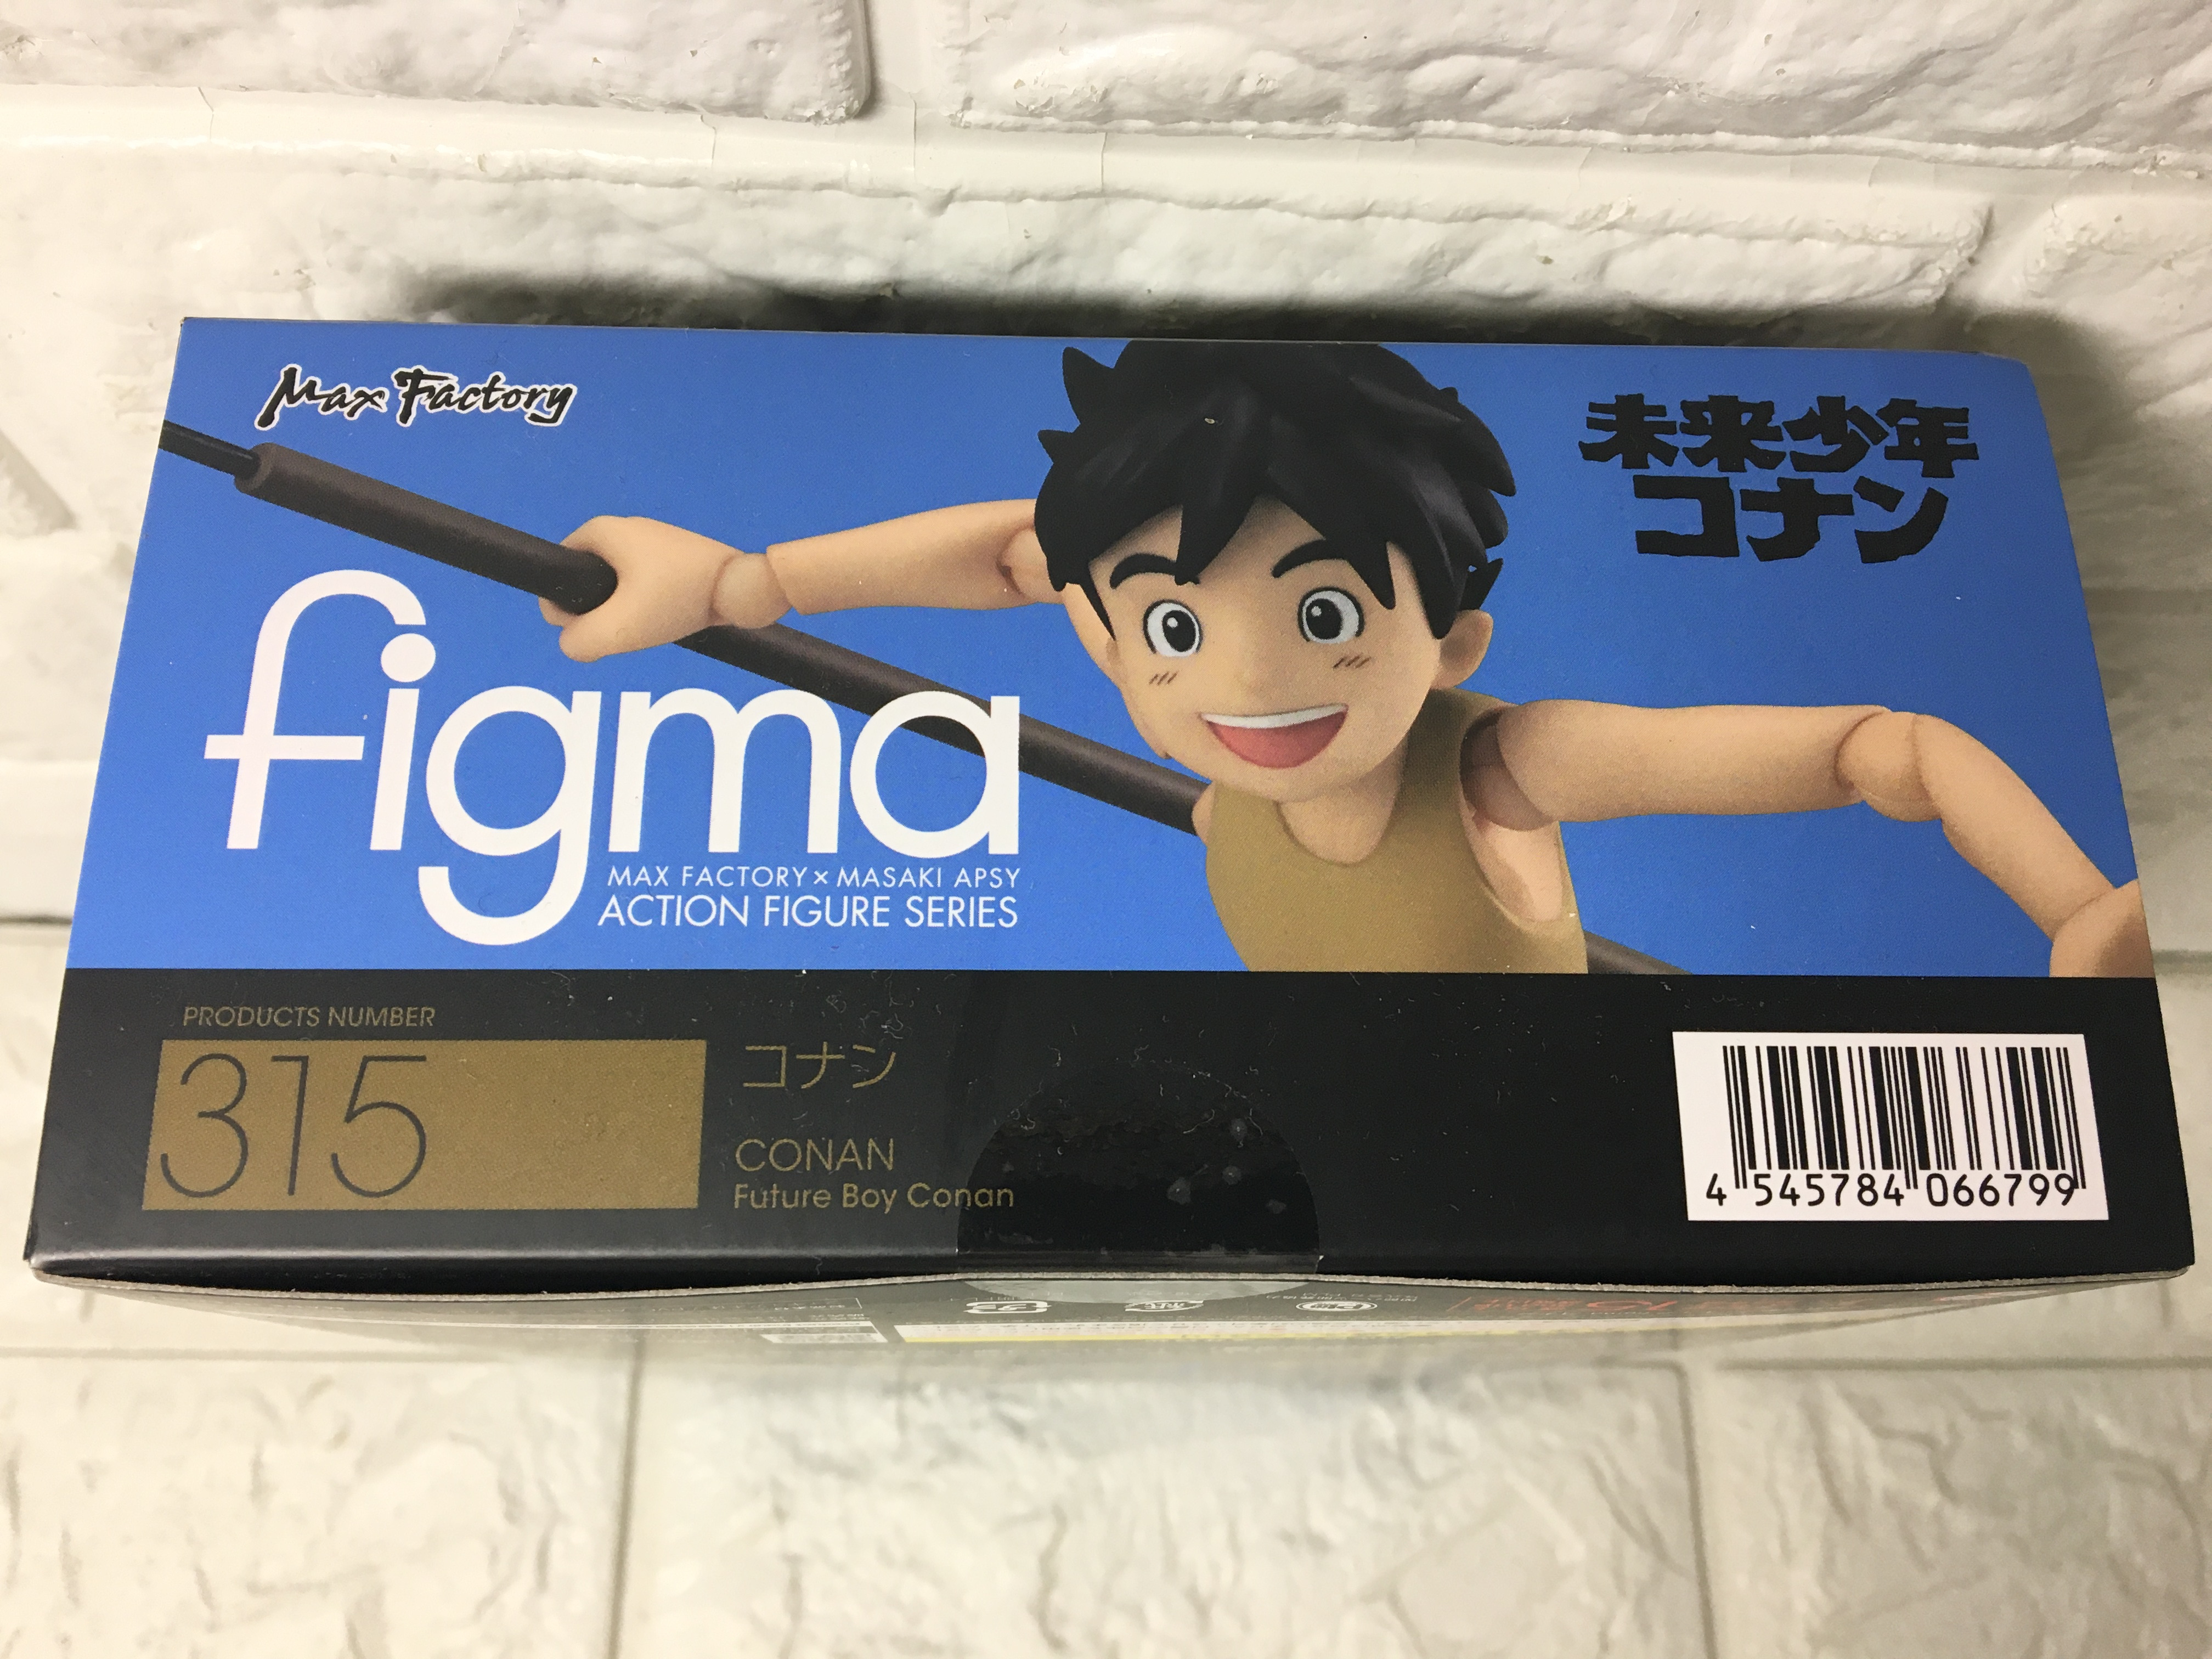 Max Factory
未来少年
コナン
figma
MAX FACTORY×MASAKI APSY
ACTION FIGURE SERIES
PRODUCTS NUMBER
315
コナン
CONAN
Future Boy Conan
4 545784 066799